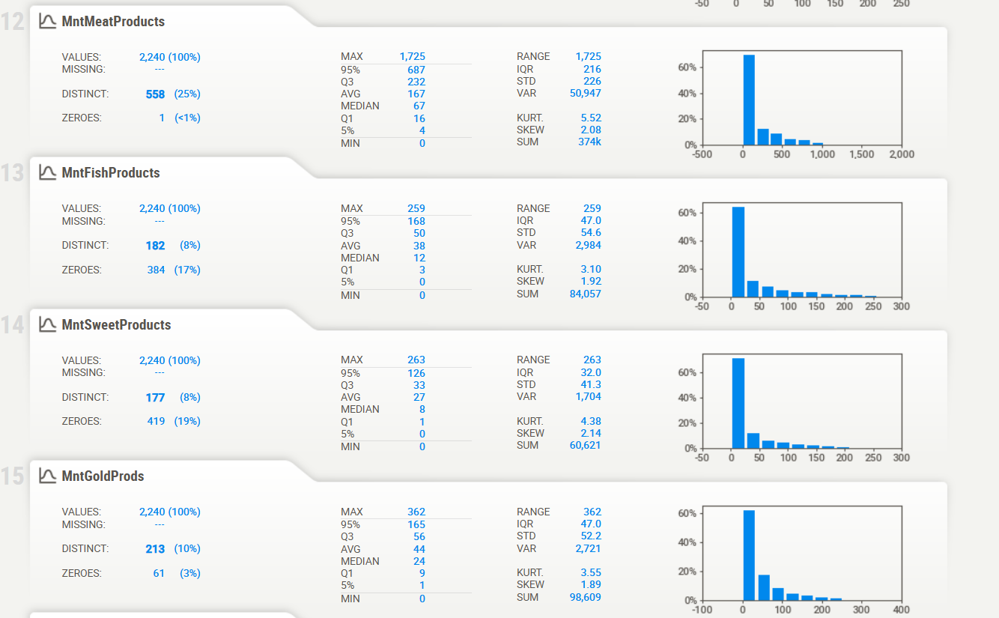 -50 0 50 100 150 200 250
12 MntMeatProducts
VALUES: 2,240 (100%)
MISSING: ---
DISTINCT: 558 (25%)
ZEROES: 1 (<1%)
MAX 1,725
95% 687
Q3 232
AVG 167
MEDIAN 67
Q1 16
5% 4
MIN 0
RANGE 1,725
IQR 216
STD 226
VAR 50,947
KURT. 5.52
SKEW 2.08
SUM 374k
60%
40%
20%
0%
-500 0 500 1,000 1,500 2,000
13 MntFishProducts
VALUES: 2,240 (100%)
MISSING: ---
DISTINCT: 182 (8%)
ZEROES: 384 (17%)
MAX 259
95% 168
Q3 50
AVG 38
MEDIAN 12
Q1 3
5% 0
MIN 0
RANGE 259
IQR 47.0
STD 54.6
VAR 2,984
KURT. 3.10
SKEW 1.92
SUM 84,057
60%
40%
20%
0%
-50 0 50 100 150 200 250 300
14 MntSweetProducts
VALUES: 2,240 (100%)
MISSING: ---
DISTINCT: 177 (8%)
ZEROES: 419 (19%)
MAX 263
95% 126
Q3 33
AVG 27
MEDIAN 8
Q1 1
5% 0
MIN 0
RANGE 263
IQR 32.0
STD 41.3
VAR 1,704
KURT. 4.38
SKEW 2.14
SUM 60,621
60%
40%
20%
0%
-50 0 50 100 150 200 250 300
15 MntGoldProds
VALUES: 2,240 (100%)
MISSING: ---
DISTINCT: 213 (10%)
ZEROES: 61 (3%)
MAX 362
95% 165
Q3 56
AVG 44
MEDIAN 24
Q1 9
5% 1
MIN 0
RANGE 362
IQR 47.0
STD 52.2
VAR 2,721
KURT. 3.55
SKEW 1.89
SUM 98,609
60%
40%
20%
0%
-100 0 100 200 300 400